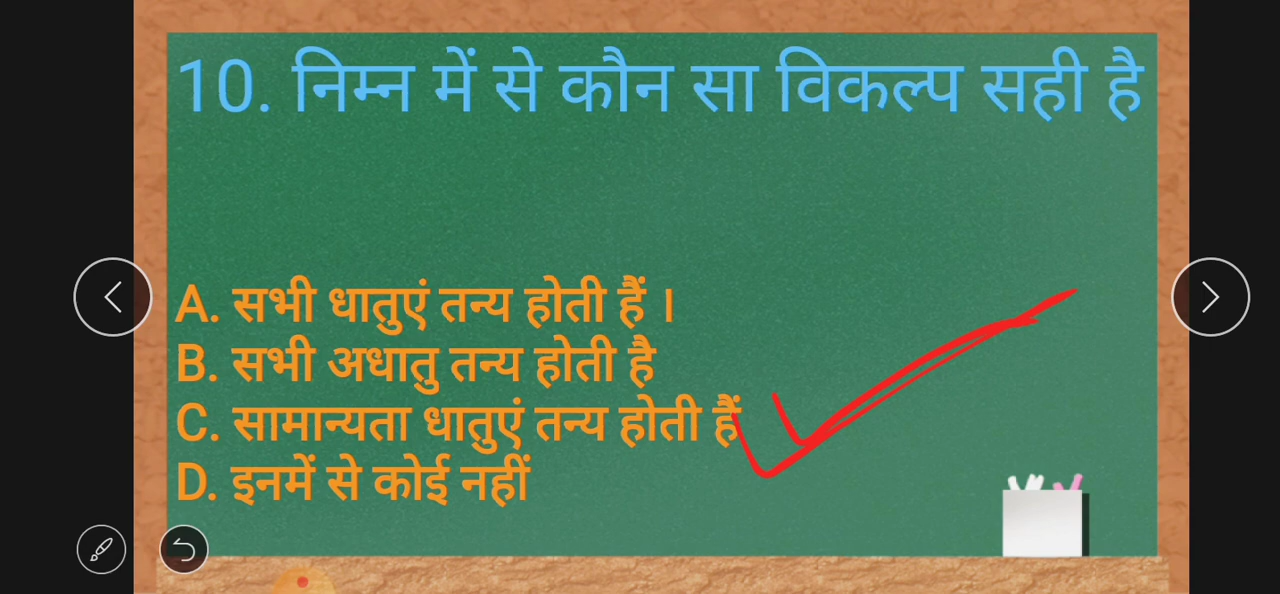 10. निम्न में से कौन सा विकल्प सही है
A. सभी धातुएं तन्य होती हैं ।
B. सभी अधातु तन्य होती है
C. सामान्यता धातुएं तन्य होती हैं
D. इनमें से कोई नहीं